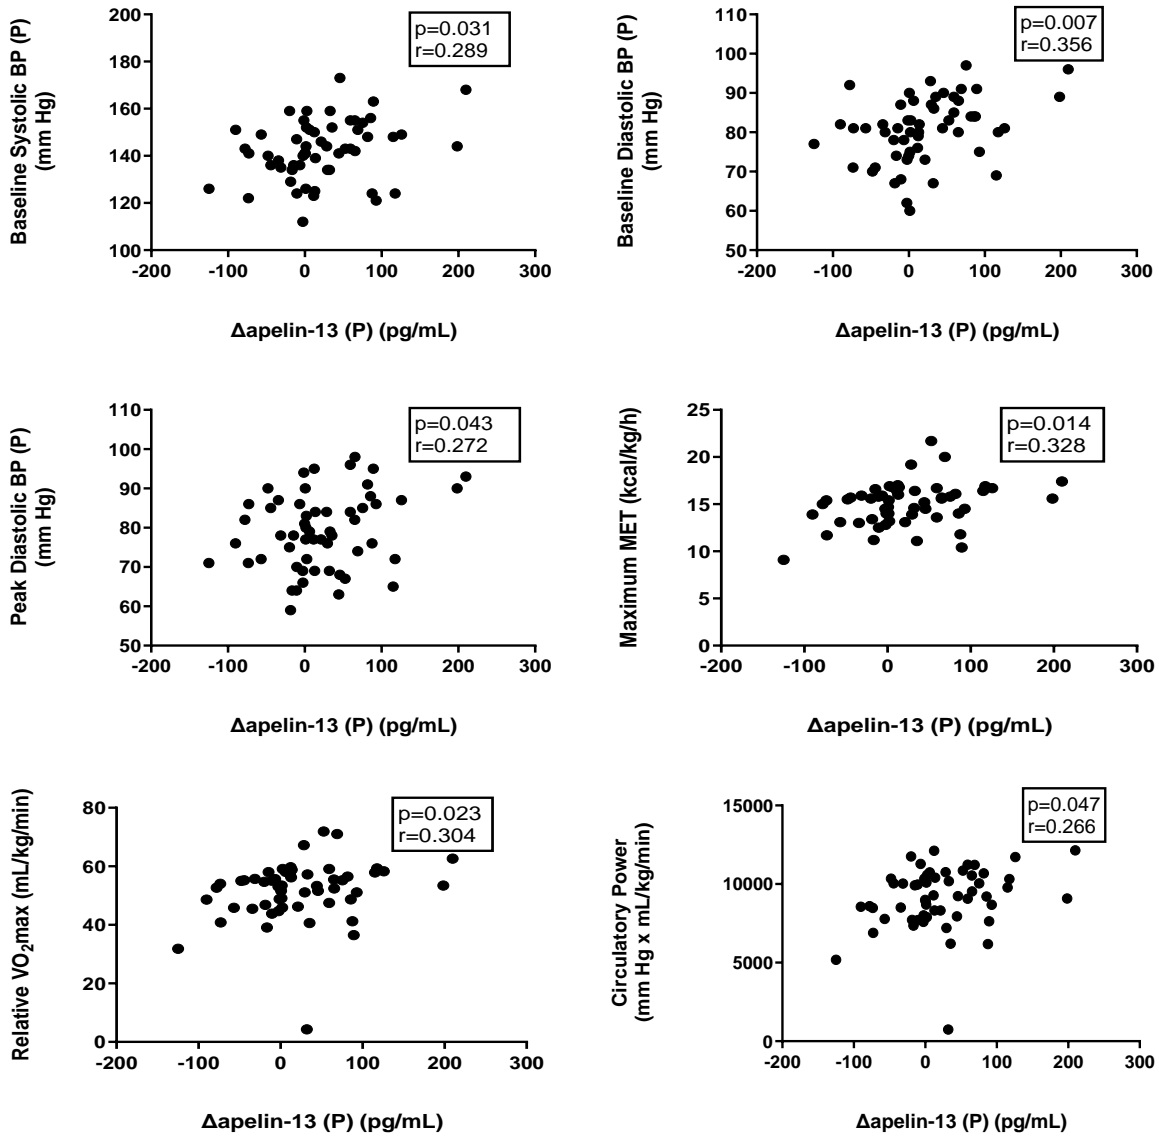 p=0.031
r=0.289
Baseline Systolic BP (P)
(mm Hg)
200
180
160
140
120
100
-200 -100 0 100 200 300
Δapelin-13 (P) (pg/mL)
p=0.007
r=0.356
Baseline Diastolic BP (P)
(mm Hg)
110
100
90
80
70
60
50
-200 -100 0 100 200 300
Δapelin-13 (P) (pg/mL)
p=0.043
r=0.272
Peak Diastolic BP (P)
(mm Hg)
110
100
90
80
70
60
50
-200 -100 0 100 200 300
Δapelin-13 (P) (pg/mL)
p=0.014
r=0.328
Maximum MET (kcal/kg/h)
25
20
15
10
5
0
-200 -100 0 100 200 300
Δapelin-13 (P) (pg/mL)
p=0.023
r=0.304
Relative VO₂max (mL/kg/min)
80
60
40
20
0
-200 -100 0 100 200 300
Δapelin-13 (P) (pg/mL)
p=0.047
r=0.266
Circulatory Power
(mm Hg x mL/kg/min)
15000
10000
5000
0
-200 -100 0 100 200 300
Δapelin-13 (P) (pg/mL)